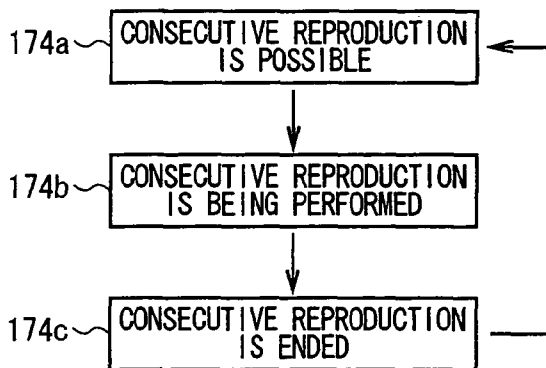 174a CONSECUTIVE REPRODUCTION
IS POSSIBLE
174b CONSECUTIVE REPRODUCTION
IS BEING PERFORMED
174c CONSECUTIVE REPRODUCTION
IS ENDED